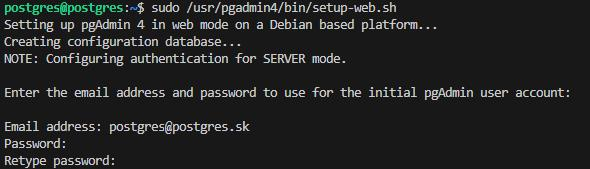 postgres@postgres:~$ sudo /usr/pgadmin4/bin/setup-web.sh
Setting up pgAdmin 4 in web mode on a Debian based platform...
Creating configuration database...
NOTE: Configuring authentication for SERVER mode.
Enter the email address and password to use for the initial pgAdmin user account:
Email address: postgres@postgres.sk
Password:
Retype password: